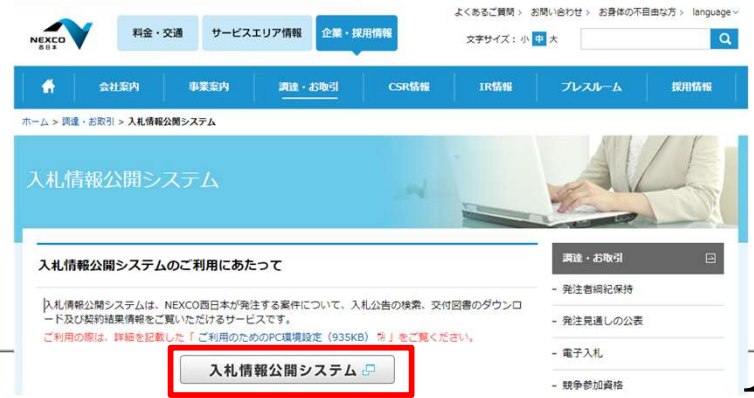 よくあるご質問 › お問い合わせ › お身体の不自由な方 › language
NEXCO
西日本
料金・交通 サービスエリア情報 企業・採用情報
文字サイズ： 小 中 大
会社案内 事業案内 調達・お取引 CSR情報 IR情報 プレスルーム 採用情報
ホーム > 調達・お取引 > 入札情報公開システム
入札情報公開システム
入札情報公開システムのご利用にあたって
入札情報公開システムは、NEXCO西日本が発注する案件について、入札公告の検索、交付図書のダウンロ
ード及び契約結果情報をご覧いただけるサービスです。
ご利用の際は、詳細を記載した「 ご利用のためのPC環境設定（935KB） 」をご覧ください。
入札情報公開システム
調達・お取引
- 発注者綱紀保持
- 発注見通しの公表
- 電子入札
- 競争参加資格